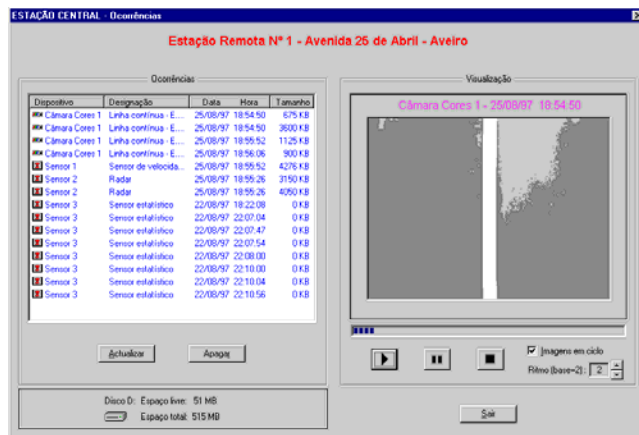 ESTAÇÃO CENTRAL - Ocorrências
Estação Remota Nº 1 - Avenida 25 de Abril - Aveiro
Ocorrências
Dispositivo Designação Data Hora Tamanho
Câmara Cores 1 Linha contínua - E... 25/08/97 18:54:50 675 KB
Câmara Cores 1 Linha contínua - E... 25/08/97 18:54:50 3600 KB
Câmara Cores 1 Linha contínua - E... 25/08/97 18:55:52 1125 KB
Câmara Cores 1 Linha contínua - E... 25/08/97 18:56:06 900 KB
Sensor 1 Sensor de velocida... 25/08/97 18:55:52 4276 KB
Sensor 2 Radar 25/08/97 18:55:26 3150 KB
Sensor 2 Radar 25/08/97 18:55:26 4050 KB
Sensor 3 Sensor estatístico 22/08/97 18:22:08 0 KB
Sensor 3 Sensor estatístico 22/08/97 22:07:04 0 KB
Sensor 3 Sensor estatístico 22/08/97 22:07:47 0 KB
Sensor 3 Sensor estatístico 22/08/97 22:07:54 0 KB
Sensor 3 Sensor estatístico 22/08/97 22:08:00 0 KB
Sensor 3 Sensor estatístico 22/08/97 22:10:00 0 KB
Sensor 3 Sensor estatístico 22/08/97 22:10:04 0 KB
Sensor 3 Sensor estatístico 22/08/97 22:10:56 0 KB
Actualizar Apagar
Disco D: Espaço livre: 51 MB
Espaço total: 515 MB
Visualização
Câmara Cores 1 - 25/08/97 18:54:50
Imagens em ciclo
Ritmo (base=2): 2
Sair